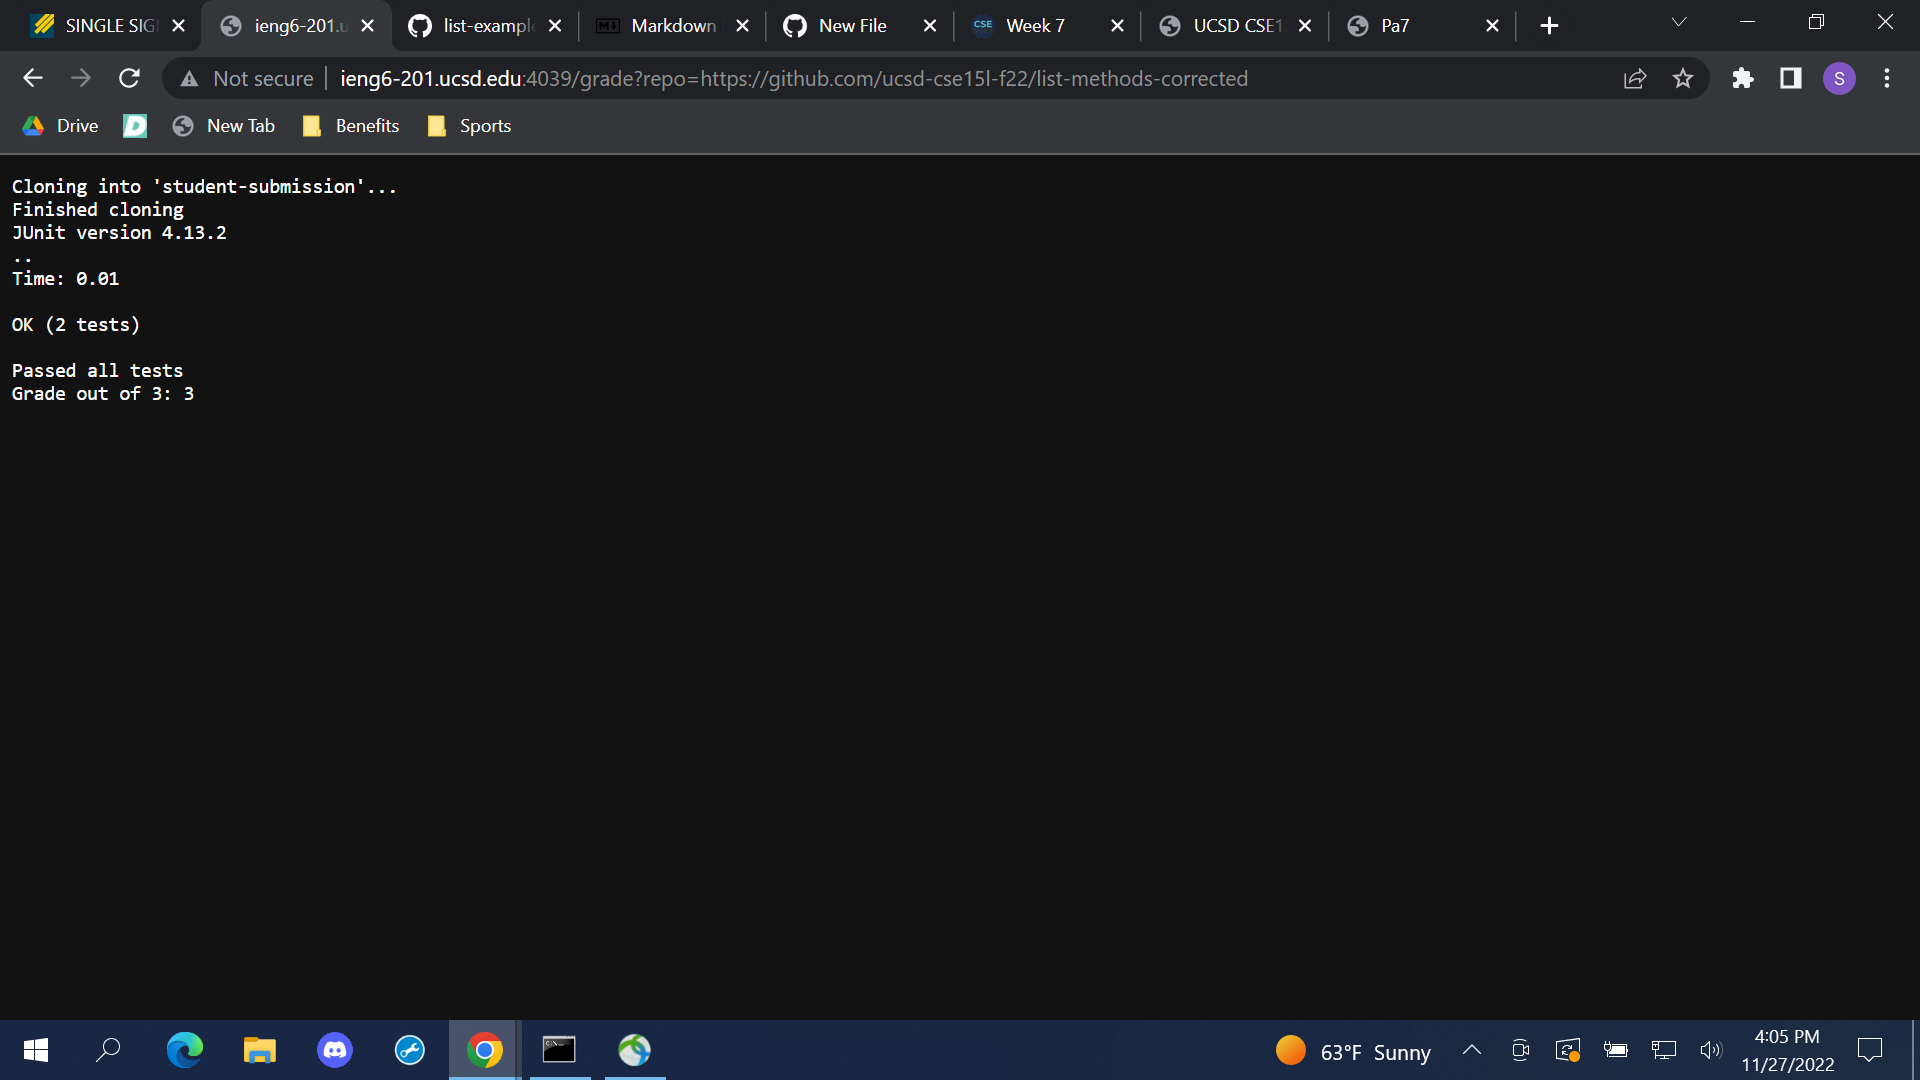 SINGLE SIG
ieng6-201.u
list-example
Markdown
New File
CSE
Week 7
UCSD CSE1
Pa7
Not secure
ieng6-201.ucsd.edu:4039/grade?repo=https://github.com/ucsd-cse15l-f22/list-methods-corrected
S
Drive
D
New Tab
Benefits
Sports
Cloning into 'student-submission'...
Finished cloning
JUnit version 4.13.2
..
Time: 0.01
OK (2 tests)
Passed all tests
Grade out of 3: 3
63°F Sunny
4:05 PM
11/27/2022